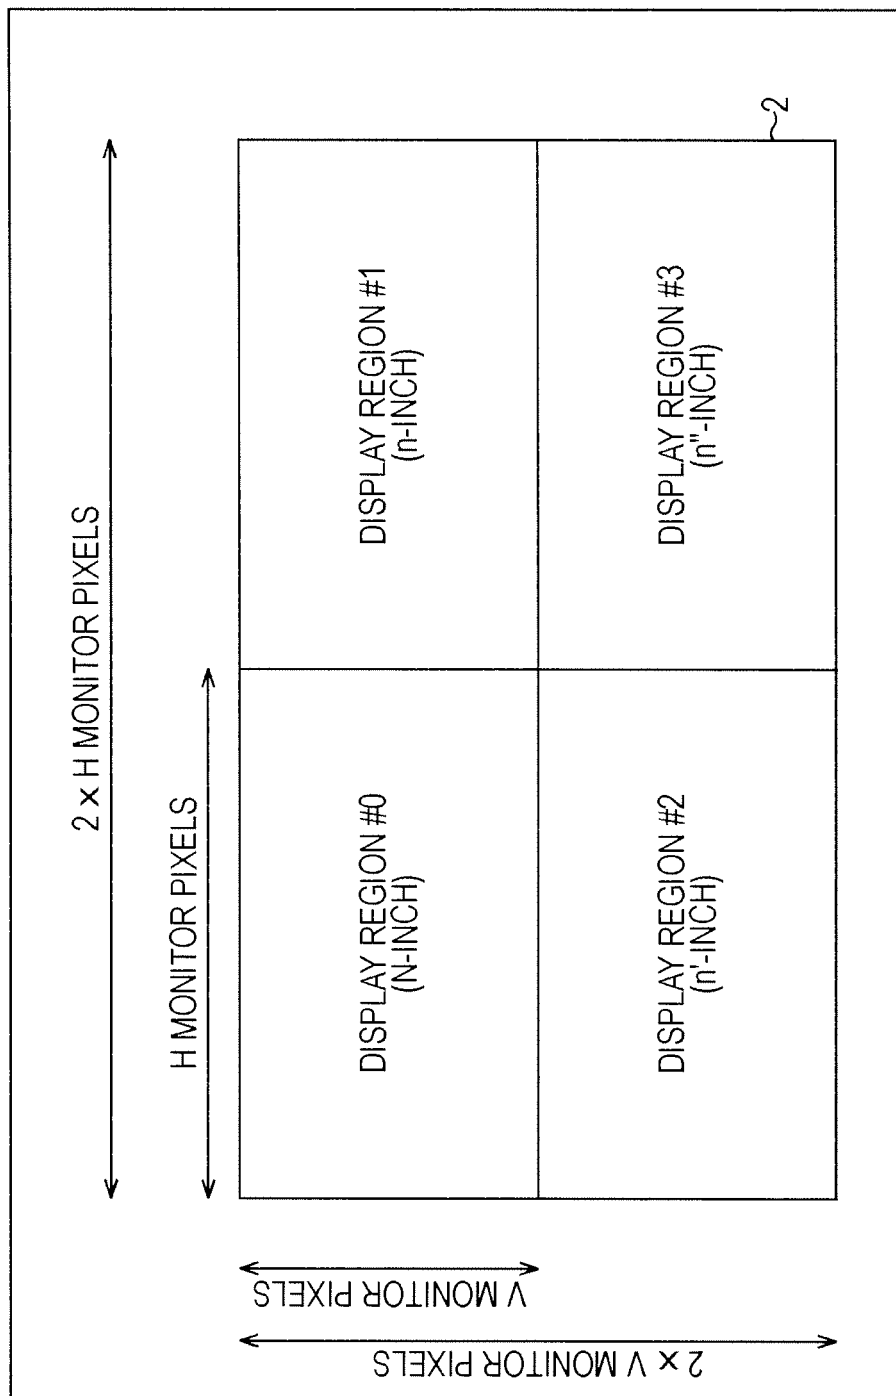 2 × H MONITOR PIXELS
H MONITOR PIXELS
V MONITOR PIXELS
2 × V MONITOR PIXELS
DISPLAY REGION #0
(N-INCH)
DISPLAY REGION #1
(n-INCH)
DISPLAY REGION #2
(n'-INCH)
DISPLAY REGION #3
(n"-INCH)
2